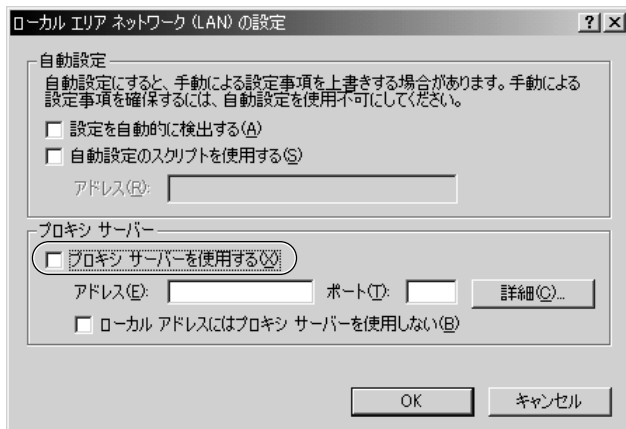 ローカル エリア ネットワーク (LAN) の設定
自動設定
自動設定にすると、手動による設定事項を上書きする場合があります。手動による
設定事項を確保するには、自動設定を使用不可にしてください。
設定を自動的に検出する(A)
自動設定のスクリプトを使用する(S)
アドレス(R):
プロキシ サーバー
プロキシ サーバーを使用する(X)
アドレス(E): ポート(T): 詳細(C)...
ローカル アドレスにはプロキシ サーバーを使用しない(B)
OK キャンセル